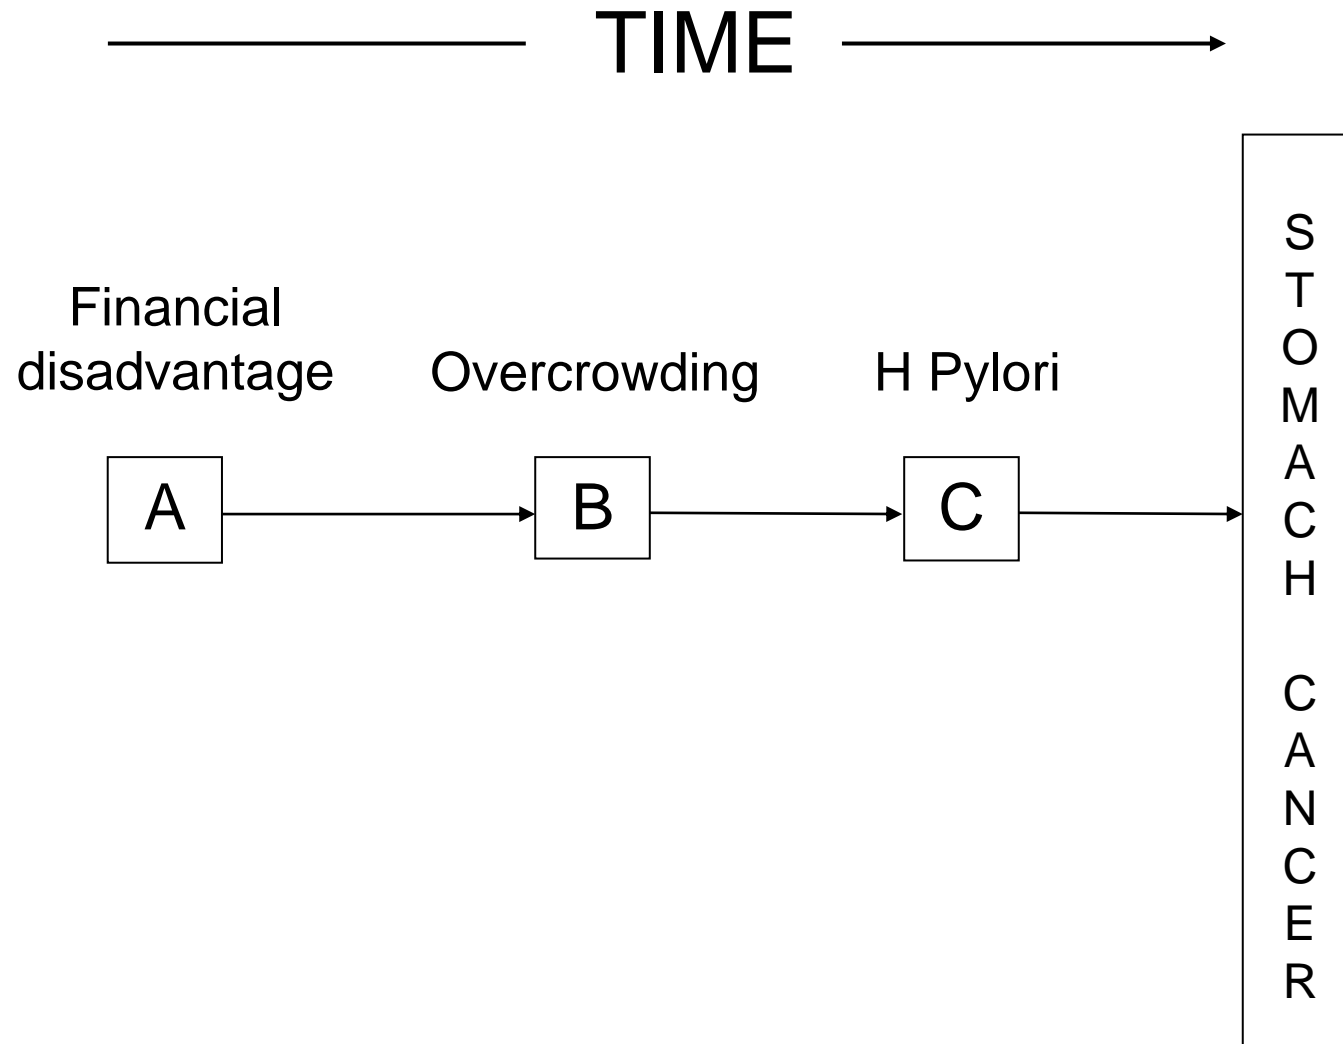 TIME
Financial
disadvantage
Overcrowding
H Pylori
A
B
C
S
T
O
M
A
C
H
C
A
N
C
E
R